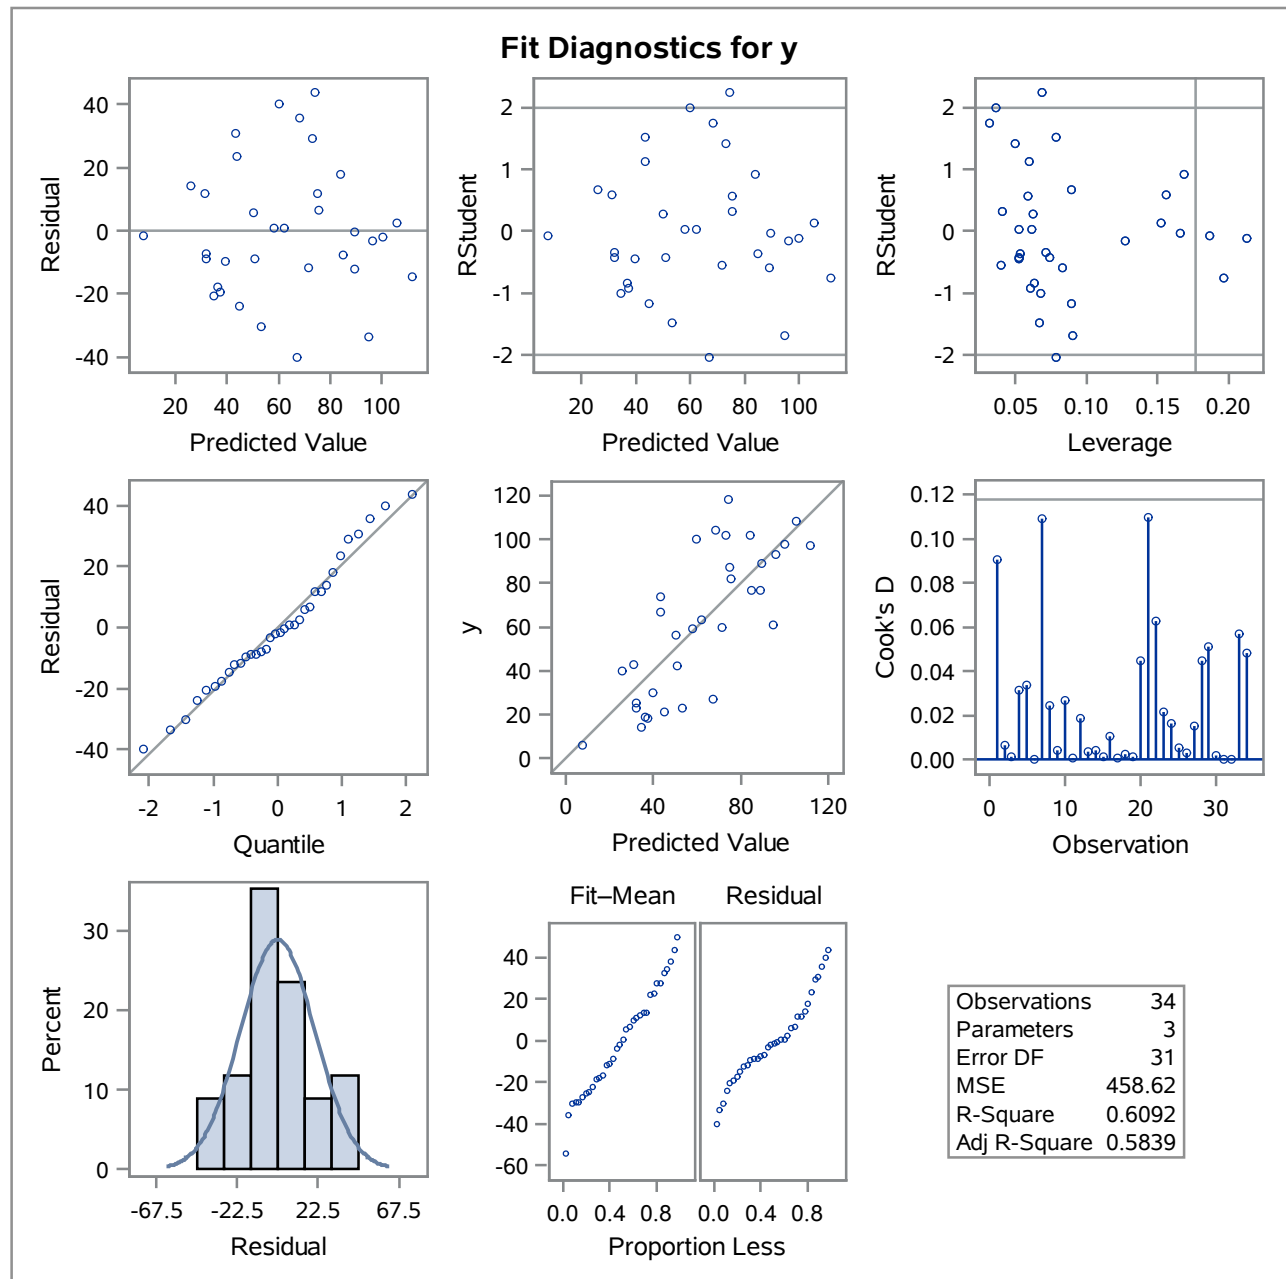 Fit Diagnostics for y
40
20
0
-20
-40
Residual
20 40 60 80 100
Predicted Value
2
1
0
-1
-2
RStudent
20 40 60 80 100
Predicted Value
2
1
0
-1
-2
RStudent
0.05 0.10 0.15 0.20
Leverage
40
20
0
-20
-40
Residual
-2 -1 0 1 2
Quantile
120
100
80
60
40
20
0
y
0 40 80 120
Predicted Value
0.12
0.10
0.08
0.06
0.04
0.02
0.00
Cook's D
0 10 20 30
Observation
30
20
10
0
Percent
-67.5 -22.5 22.5 67.5
Residual
Fit–Mean Residual
40
20
0
-20
-40
-60
0.0 0.4 0.8 0.0 0.4 0.8
Proportion Less
Observations 34
Parameters 3
Error DF 31
MSE 458.62
R-Square 0.6092
Adj R-Square 0.5839